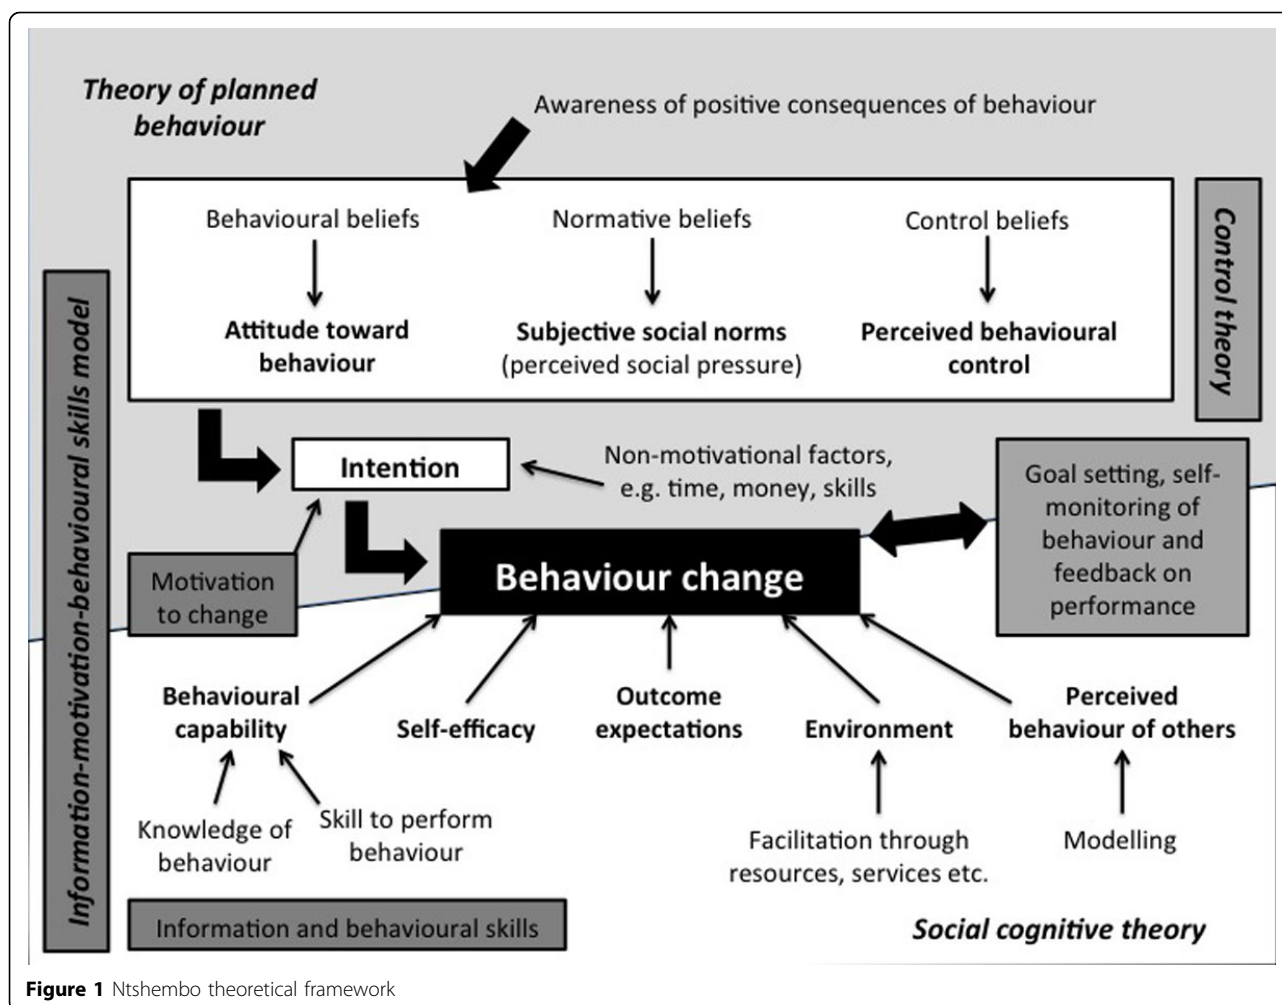 Theory of planned
behaviour
Awareness of positive consequences of behaviour
Behavioural beliefs
Normative beliefs
Control beliefs
Attitude toward
behaviour
Subjective social norms
(perceived social pressure)
Perceived behavioural
control
Control theory
Information-motivation-behavioural skills model
Intention
Non-motivational factors,
e.g. time, money, skills
Goal setting, self-
monitoring of
behaviour and
feedback on
performance
Motivation
to change
Behaviour change
Behavioural
capability
Self-efficacy
Outcome
expectations
Environment
Perceived
behaviour of others
Knowledge of
behaviour
Skill to perform
behaviour
Facilitation through
resources, services etc.
Modelling
Information and behavioural skills
Social cognitive theory
Figure 1 Ntshembo theoretical framework